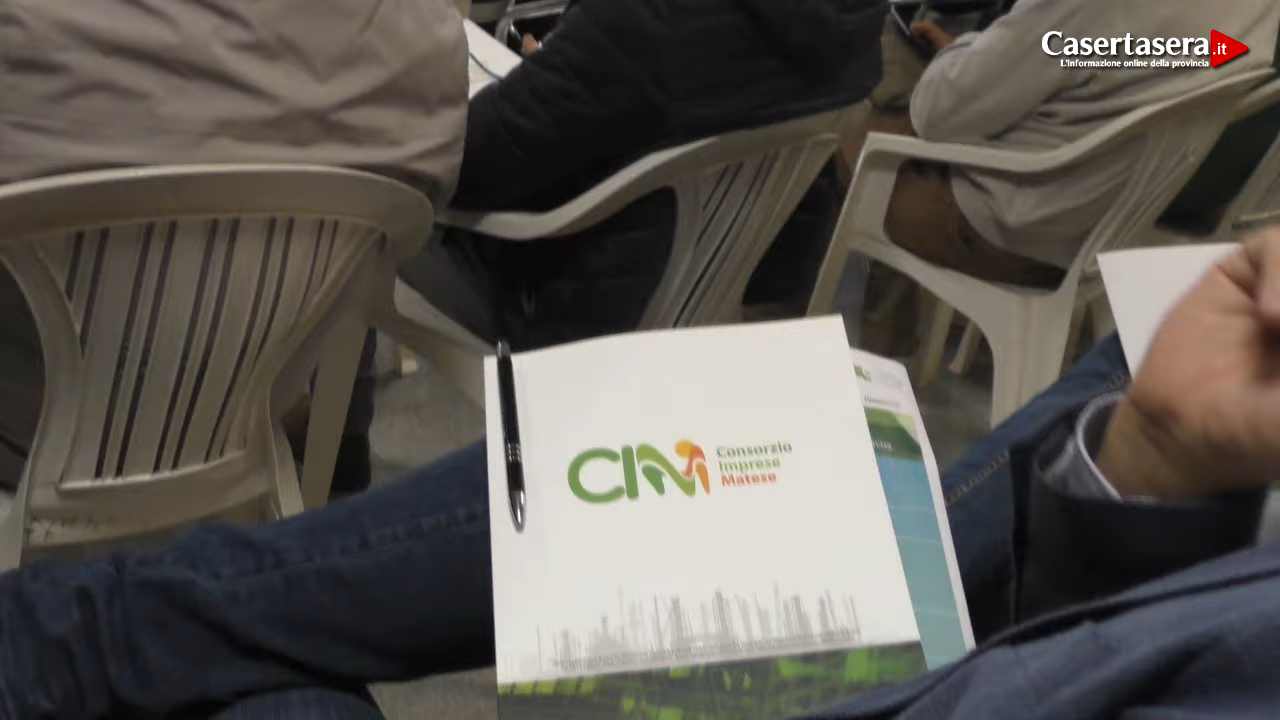 Casertasera.it
L'informazione online della provincia
CIM
Consorzio
Imprese
Matese